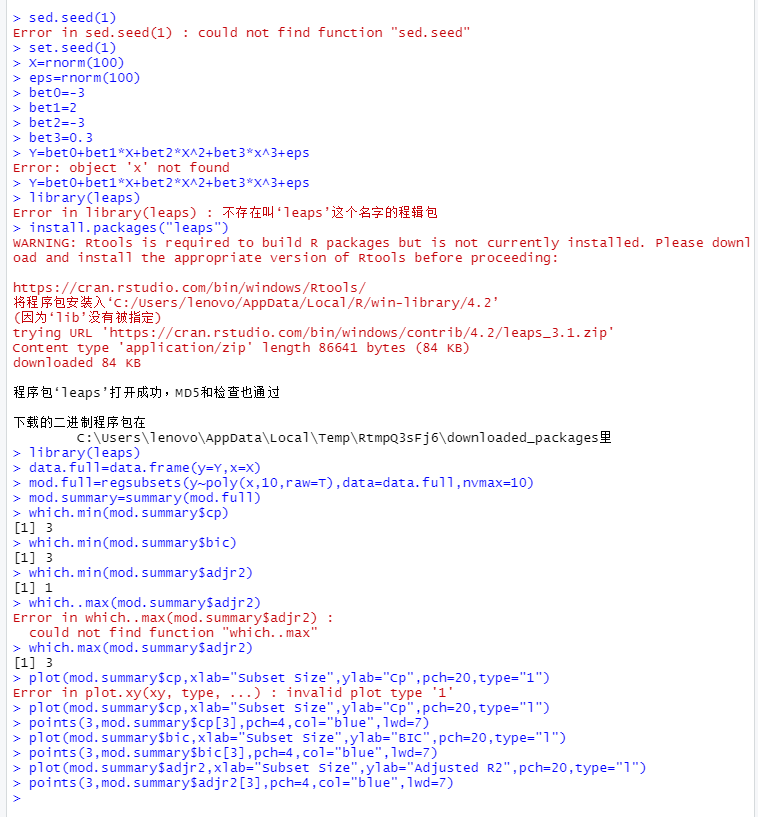 > sed.seed(1)
Error in sed.seed(1) : could not find function "sed.seed"
> set.seed(1)
> X=rnorm(100)
> eps=rnorm(100)
> bet0=-3
> bet1=2
> bet2=-3
> bet3=0.3
> Y=bet0+bet1*X+bet2*X^2+bet3*x^3+eps
Error: object 'x' not found
> Y=bet0+bet1*X+bet2*X^2+bet3*X^3+eps
> library(leaps)
Error in library(leaps) : 不存在叫‘leaps’这个名字的程辑包
> install.packages("leaps")
WARNING: Rtools is required to build R packages but is not currently installed. Please downl
oad and install the appropriate version of Rtools before proceeding:
https://cran.rstudio.com/bin/windows/Rtools/
将程序包安装入‘C:/Users/lenovo/AppData/Local/R/win-library/4.2’
(因为‘lib’没有被指定)
trying URL 'https://cran.rstudio.com/bin/windows/contrib/4.2/leaps_3.1.zip'
Content type 'application/zip' length 86641 bytes (84 KB)
downloaded 84 KB
程序包‘leaps’打开成功，MD5和检查也通过
下载的二进制程序包在
C:\Users\lenovo\AppData\Local\Temp\RtmpQ3sFj6\downloaded_packages里
> library(leaps)
> data.full=data.frame(y=Y,x=X)
> mod.full=regsubsets(y~poly(x,10,raw=T),data=data.full,nvmax=10)
> mod.summary=summary(mod.full)
> which.min(mod.summary$cp)
[1] 3
> which.min(mod.summary$bic)
[1] 3
> which.min(mod.summary$adjr2)
[1] 1
> which..max(mod.summary$adjr2)
Error in which..max(mod.summary$adjr2) :
could not find function "which..max"
> which.max(mod.summary$adjr2)
[1] 3
> plot(mod.summary$cp,xlab="Subset Size",ylab="Cp",pch=20,type="1")
Error in plot.xy(xy, type, ...) : invalid plot type '1'
> plot(mod.summary$cp,xlab="Subset Size",ylab="Cp",pch=20,type="l")
> points(3,mod.summary$cp[3],pch=4,col="blue",lwd=7)
> plot(mod.summary$bic,xlab="Subset Size",ylab="BIC",pch=20,type="l")
> points(3,mod.summary$bic[3],pch=4,col="blue",lwd=7)
> plot(mod.summary$adjr2,xlab="Subset Size",ylab="Adjusted R2",pch=20,type="l")
> points(3,mod.summary$adjr2[3],pch=4,col="blue",lwd=7)
>